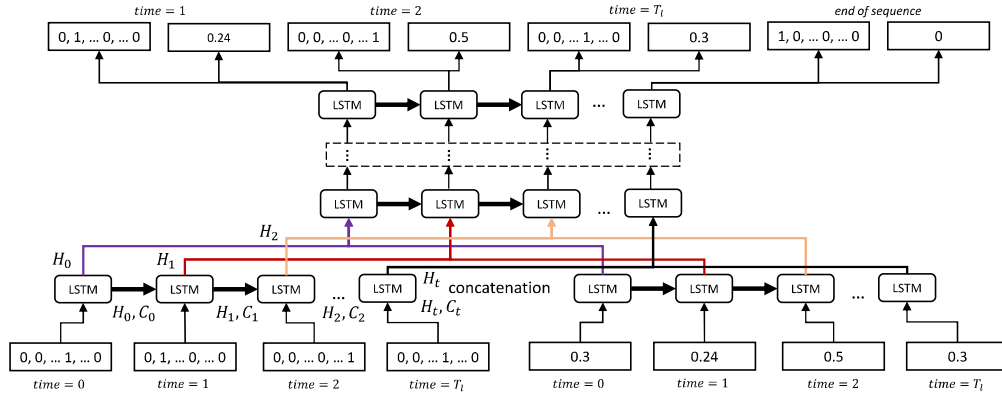 time = 1
time = 2
time = T_l
end of sequence
0, 1, ... 0, ... 0
0.24
0, 0, ... 0, ... 1
0.5
0, 0, ... 1, ... 0
0.3
1, 0, ... 0, ... 0
0
LSTM
LSTM
LSTM
...
LSTM
...
...
...
...
LSTM
LSTM
LSTM
...
LSTM
H_0
H_1
H_2
H_t
concatenation
LSTM
LSTM
LSTM
...
LSTM
LSTM
LSTM
LSTM
...
LSTM
H_0, C_0
H_1, C_1
H_2, C_2
H_t, C_t
0, 0, ... 1, ... 0
0, 1, ... 0, ... 0
0, 0, ... 0, ... 1
0, 0, ... 1, ... 0
0.3
0.24
0.5
0.3
time = 0
time = 1
time = 2
time = T_l
time = 0
time = 1
time = 2
time = T_l